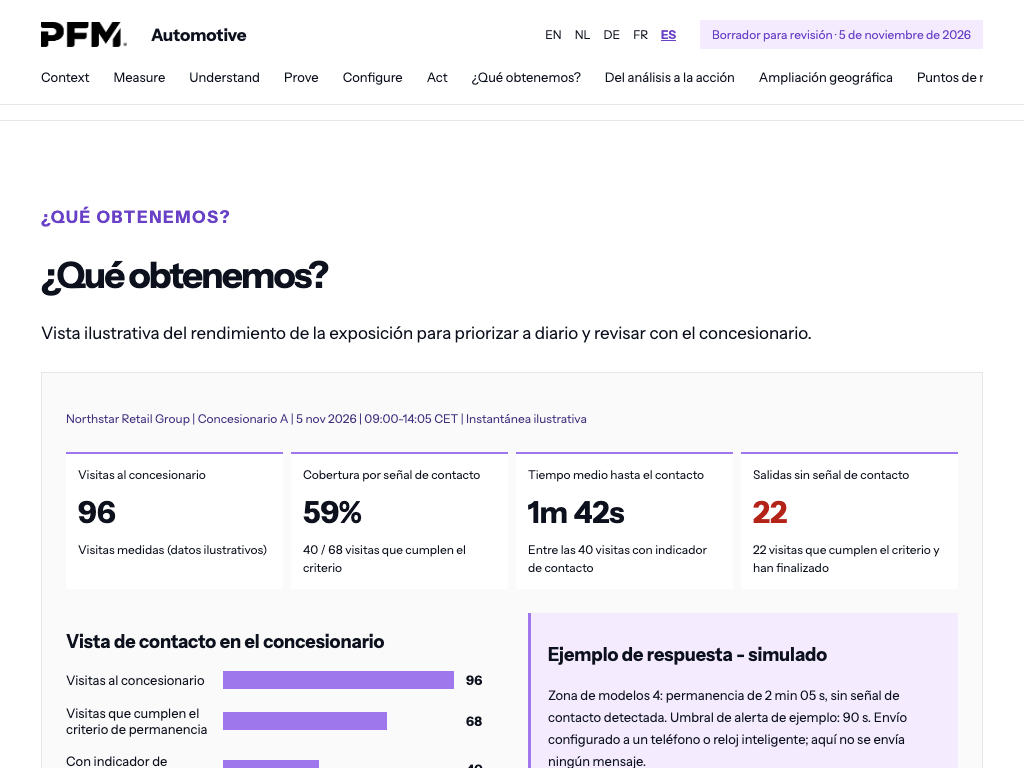 PFM. Automotive
EN NL DE FR ES
Borrador para revisión · 5 de noviembre de 2026
Context Measure Understand Prove Configure Act ¿Qué obtenemos? Del análisis a la acción Ampliación geográfica Puntos de
¿QUÉ OBTENEMOS?
¿Qué obtenemos?
Vista ilustrativa del rendimiento de la exposición para priorizar a diario y revisar con el concesionario.
Northstar Retail Group | Concesionario A | 5 nov 2026 | 09:00-14:05 CET | Instantánea ilustrativa
Visitas al concesionario
96
Visitas medidas (datos ilustrativos)
Cobertura por señal de contacto
59%
40 / 68 visitas que cumplen el
criterio
Tiempo medio hasta el contacto
1m 42s
Entre las 40 visitas con indicador
de contacto
Salidas sin señal de contacto
22
22 visitas que cumplen el criterio y
han finalizado
Vista de contacto en el concesionario
Visitas al concesionario 96
Visitas que cumplen el
criterio de permanencia 68
Con indicador de
Ejemplo de respuesta - simulado
Zona de modelos 4: permanencia de 2 min 05 s, sin señal de
contacto detectada. Umbral de alerta de ejemplo: 90 s. Envío
configurado a un teléfono o reloj inteligente; aquí no se envía
ningún mensaje.